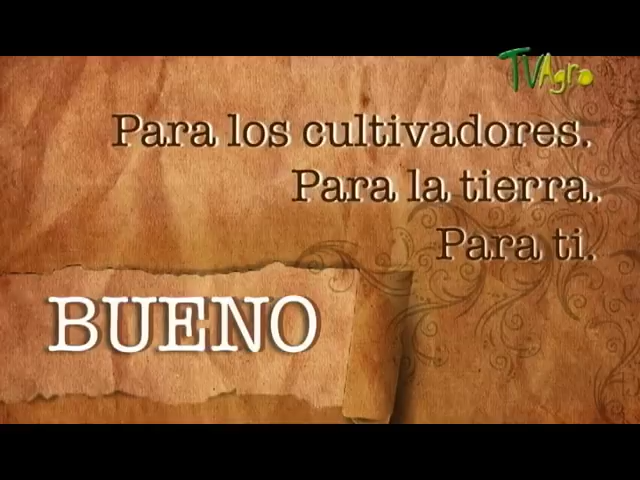 TVAgro
Para los cultivadores.
Para la tierra.
Para ti.
BUENO